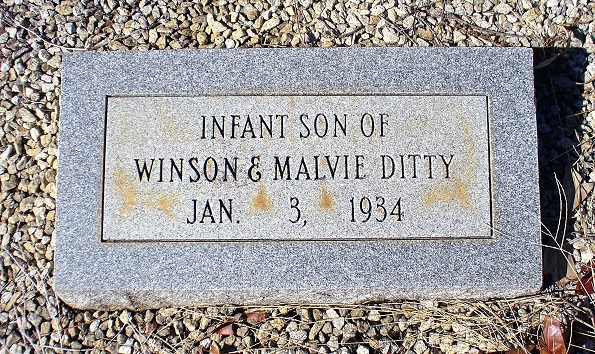 INFANT SON OF
WINSON & MALVIE DITTY
JAN. 3, 1934